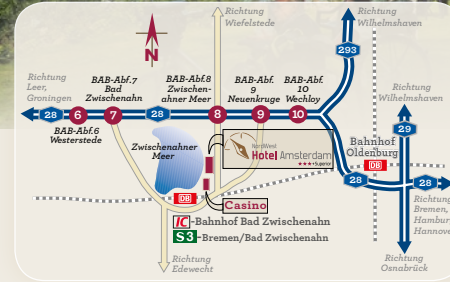 Richtung
Wiefelstede
Richtung
Wilhelmshaven
293
Richtung
Leer,
Groningen
BAB-Abf.7
Bad
Zwischenahn
BAB-Abf.8
Zwischen-
ahner Meer
BAB-Abf.
9
Neuenkruge
BAB-Abf.
10
Wechloy
Richtung
Wilhelmshaven
N
28
6
7
28
8
9
10
29
BAB-Abf.6
Westerstede
Zwischenahner
Meer
NordWest
Hotel Amsterdam
★★★ Superior
Bahnhof
Oldenburg
DB
28
28
DB
Casino
Richtung
Bremen,
Hamburg
Hannove
IC-Bahnhof Bad Zwischenahn
S3-Bremen/Bad Zwischenahn
Richtung
Edewecht
Richtung
Osnabrück